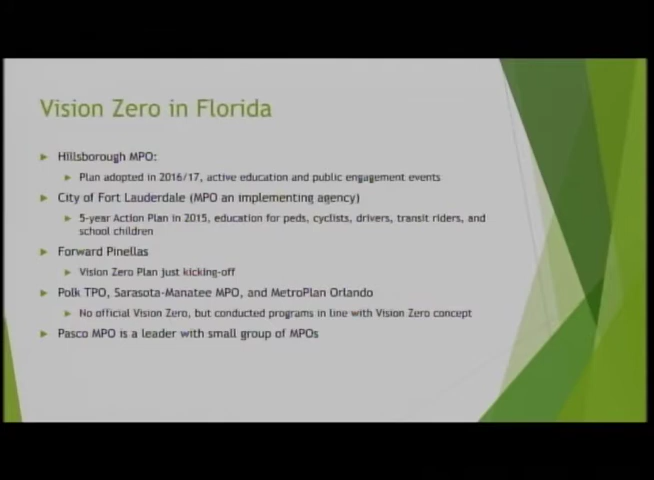 Vision Zero in Florida
Hillsborough MPO:
Plan adopted in 2016/17, active education and public engagement events
City of Fort Lauderdale (MPO an implementing agency)
5-year Action Plan in 2015, education for peds, cyclists, drivers, transit riders, and
school children
Forward Pinellas
Vision Zero Plan just kicking-off
Polk TPO, Sarasota-Manatee MPO, and MetroPlan Orlando
No official Vision Zero, but conducted programs in line with Vision Zero concept
Pasco MPO is a leader with small group of MPOs